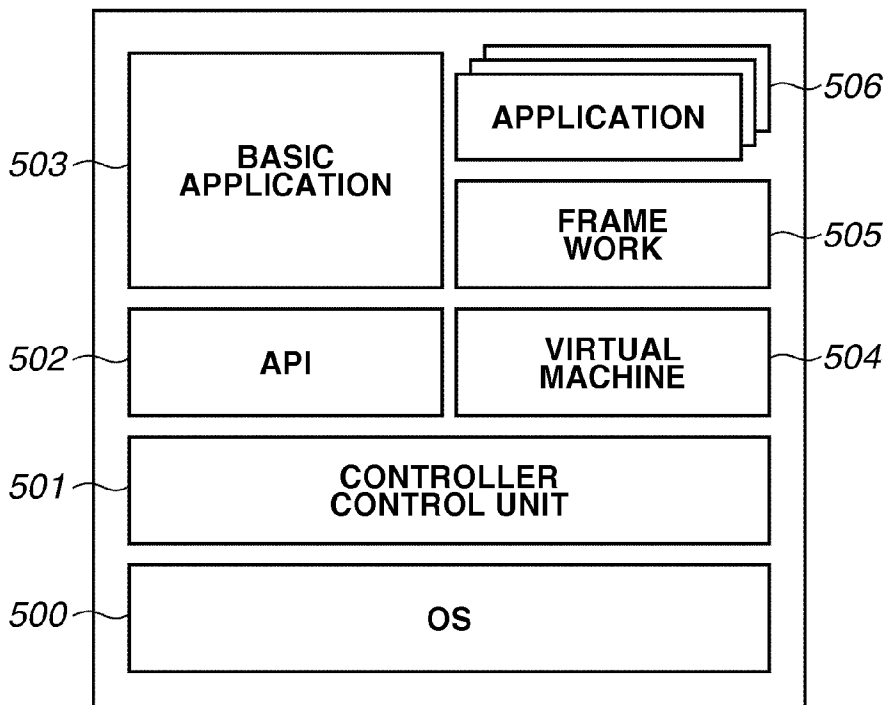 506
APPLICATION
503
BASIC
APPLICATION
FRAME
WORK
505
502
API
VIRTUAL
MACHINE
504
501
CONTROLLER
CONTROL UNIT
500
OS